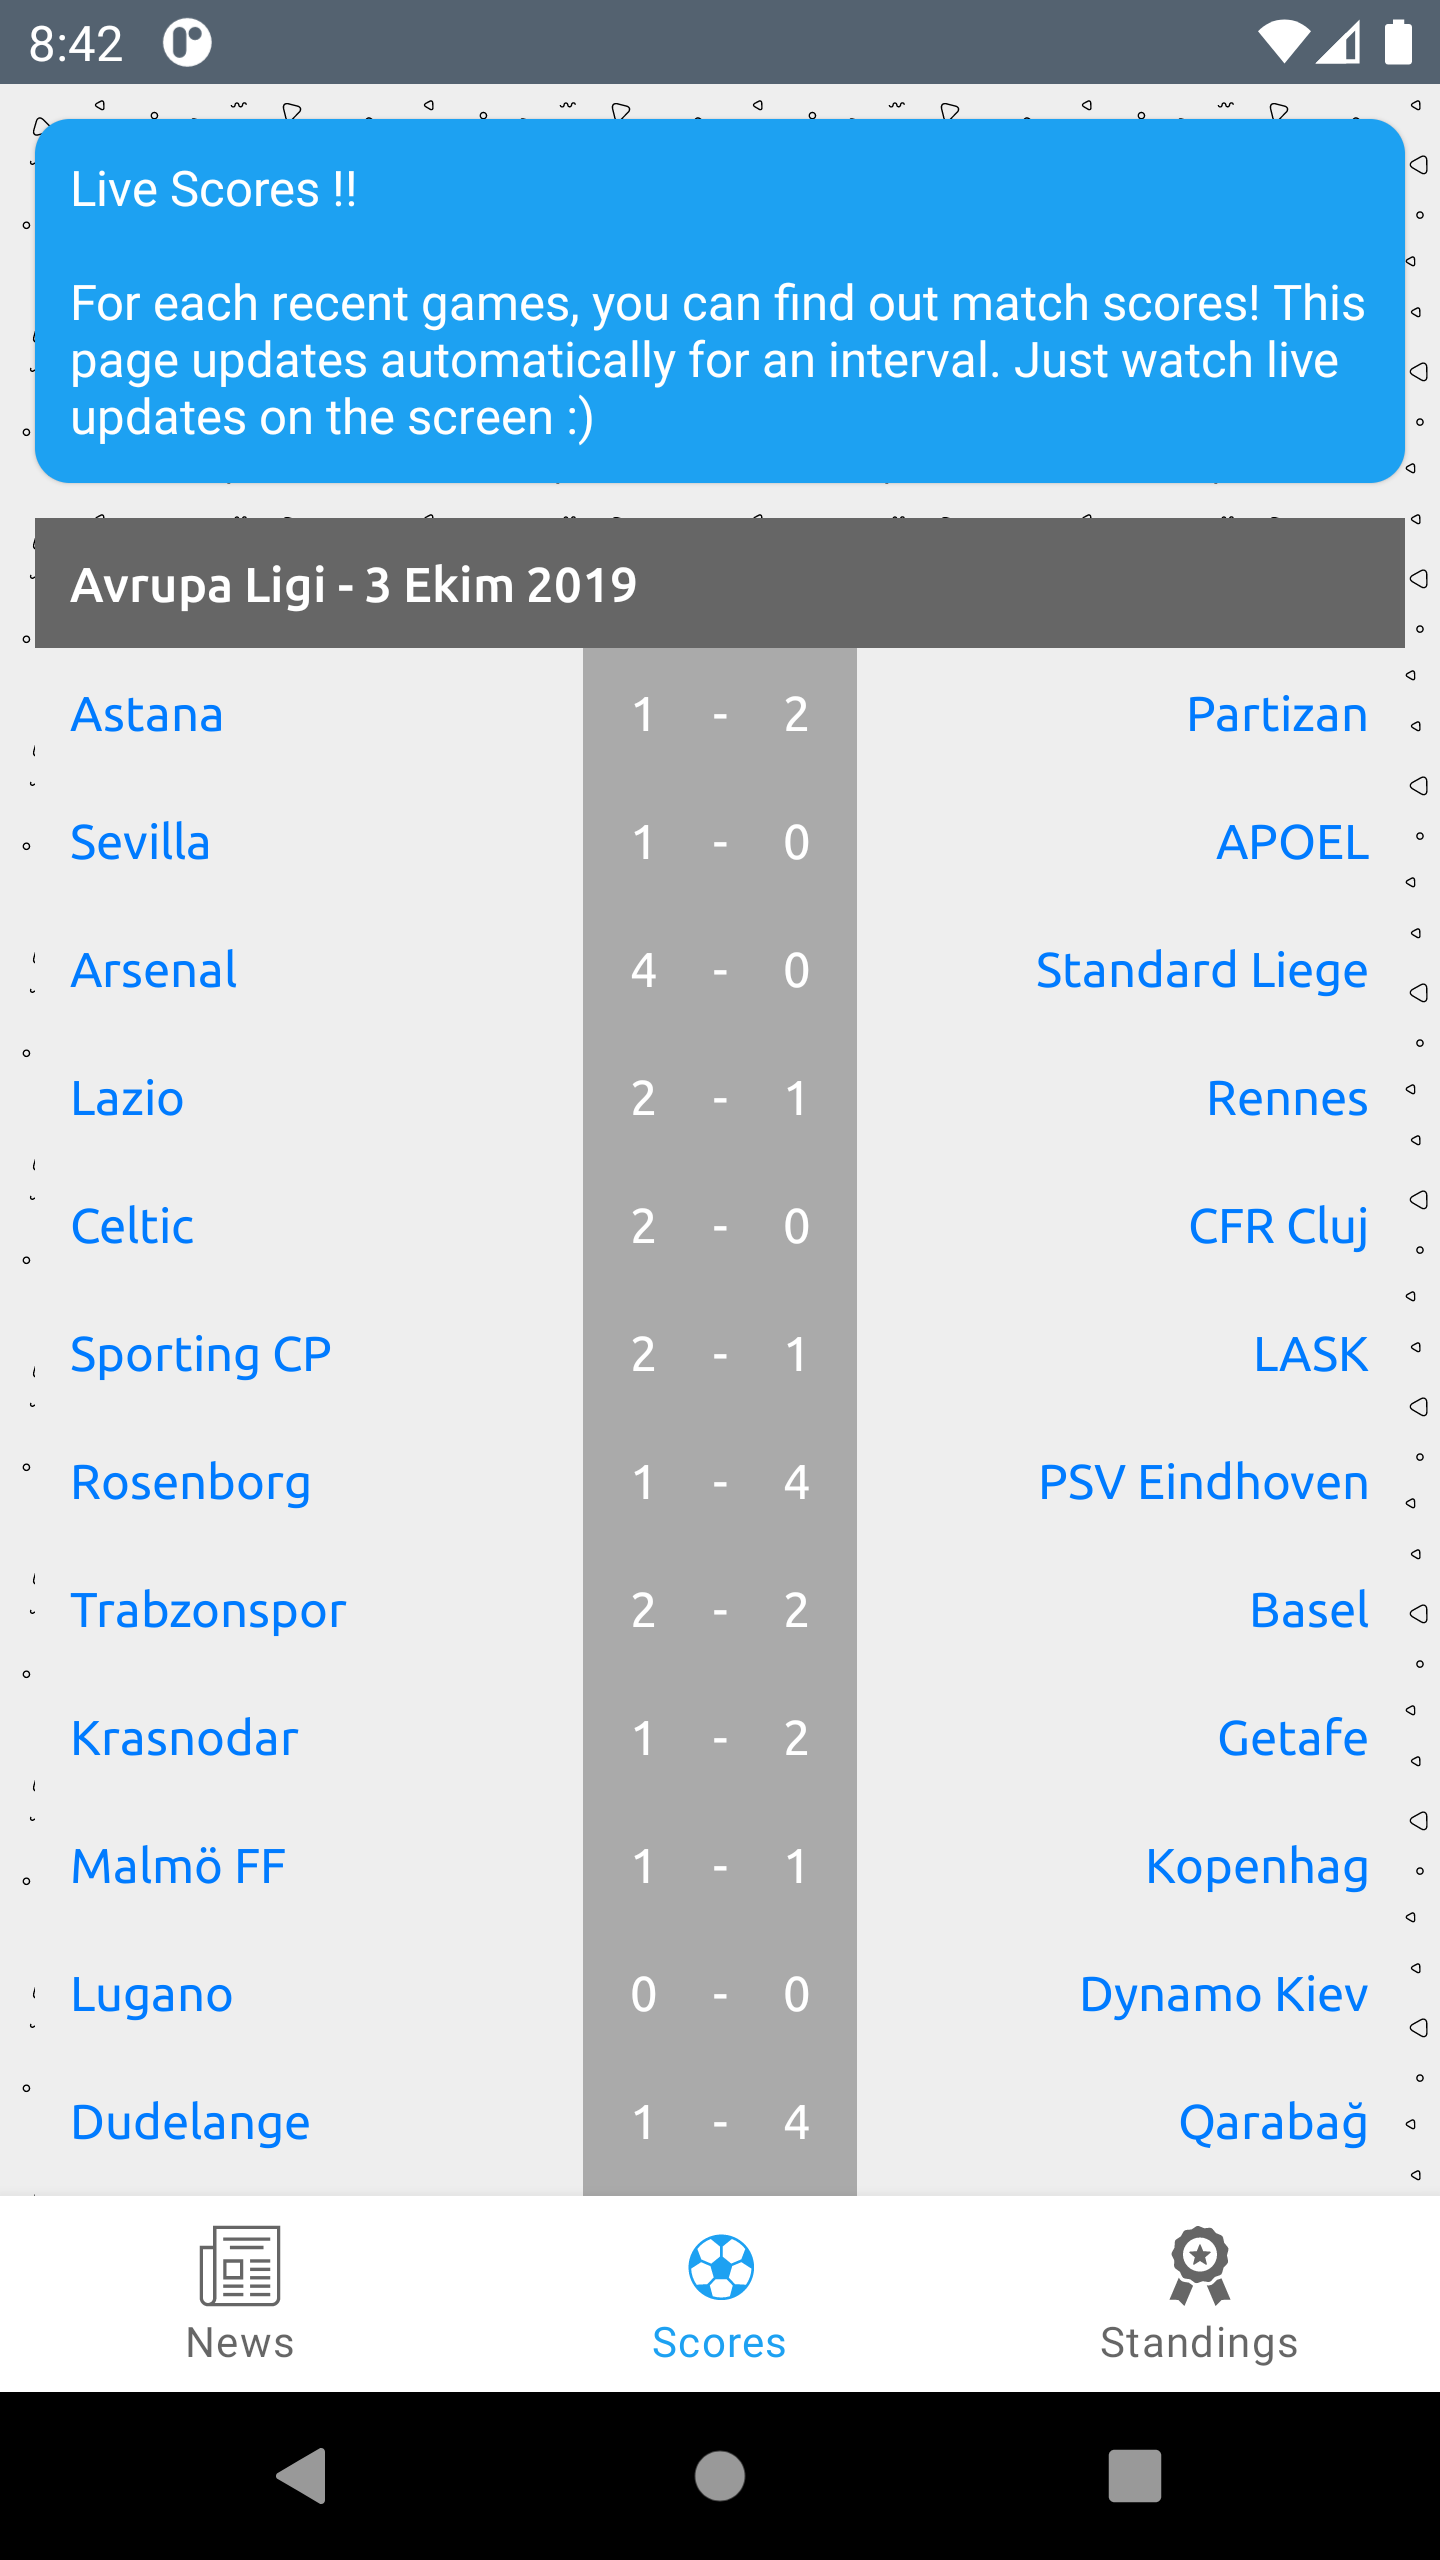 8:42
Live Scores !!
For each recent games, you can find out match scores! This
page updates automatically for an interval. Just watch live
updates on the screen :)
Avrupa Ligi - 3 Ekim 2019
Astana 1 - 2 Partizan
Sevilla 1 - 0 APOEL
Arsenal 4 - 0 Standard Liege
Lazio 2 - 1 Rennes
Celtic 2 - 0 CFR Cluj
Sporting CP 2 - 1 LASK
Rosenborg 1 - 4 PSV Eindhoven
Trabzonspor 2 - 2 Basel
Krasnodar 1 - 2 Getafe
Malmö FF 1 - 1 Kopenhag
Lugano 0 - 0 Dynamo Kiev
Dudelange 1 - 4 Qarabağ
News Scores Standings